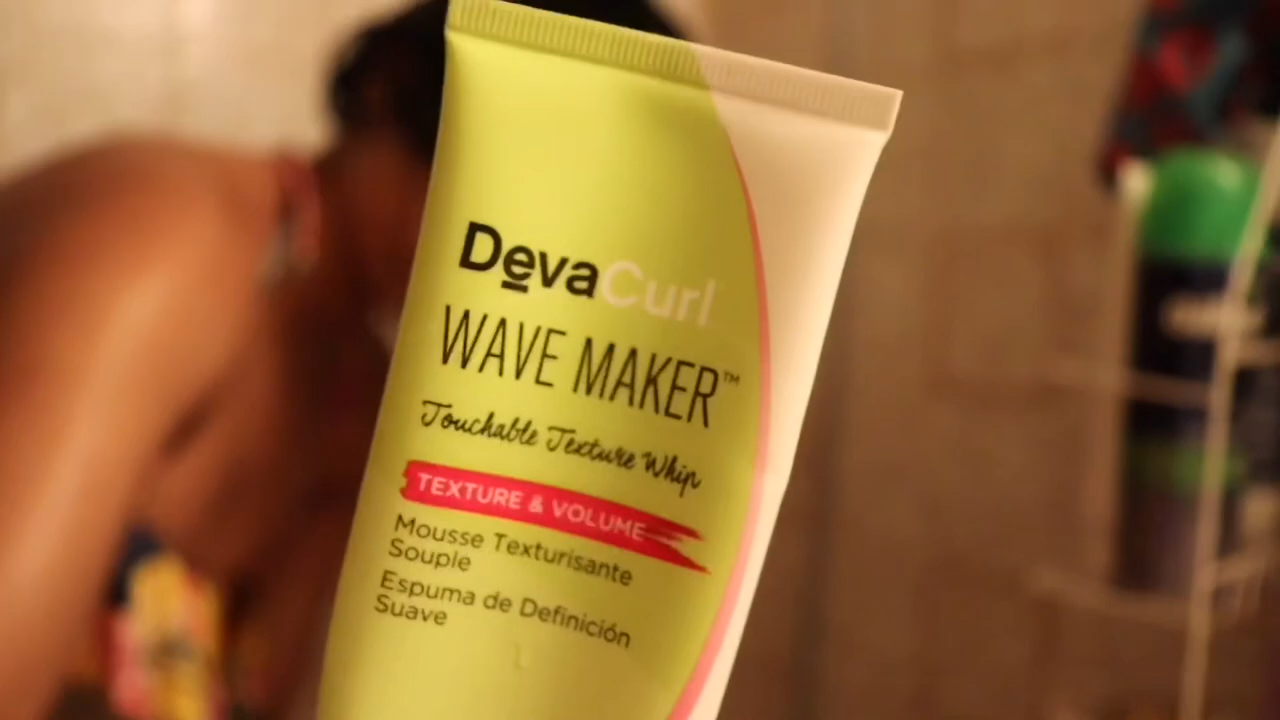 DevaCurl
WAVE MAKER™
Touchable Texture Whip
TEXTURE & VOLUME
Mousse Texturisante
Souple
Espuma de Definición
Suave